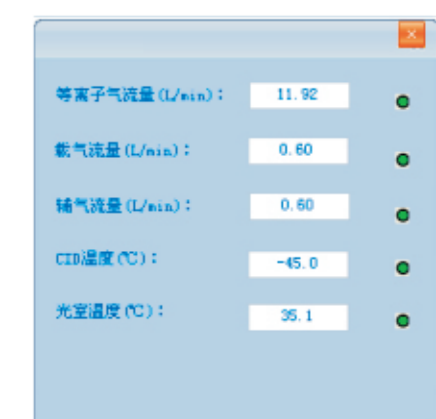 等离子气流量(L/min)： 11.92
载气流量(L/min)： 0.60
辅气流量(L/min)： 0.60
CID温度(℃)： -45.0
光室温度(℃)： 35.1